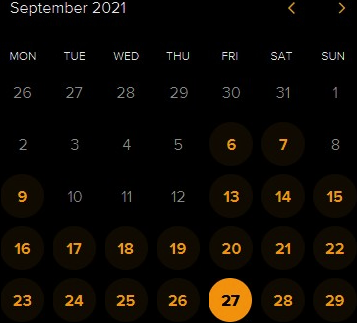 September 2021
MON TUE WED THU FRI SAT SUN
26 27 28 29 30 31 1
2 3 4 5 6 7 8
9 10 11 12 13 14 15
16 17 18 19 20 21 22
23 24 25 26 27 28 29